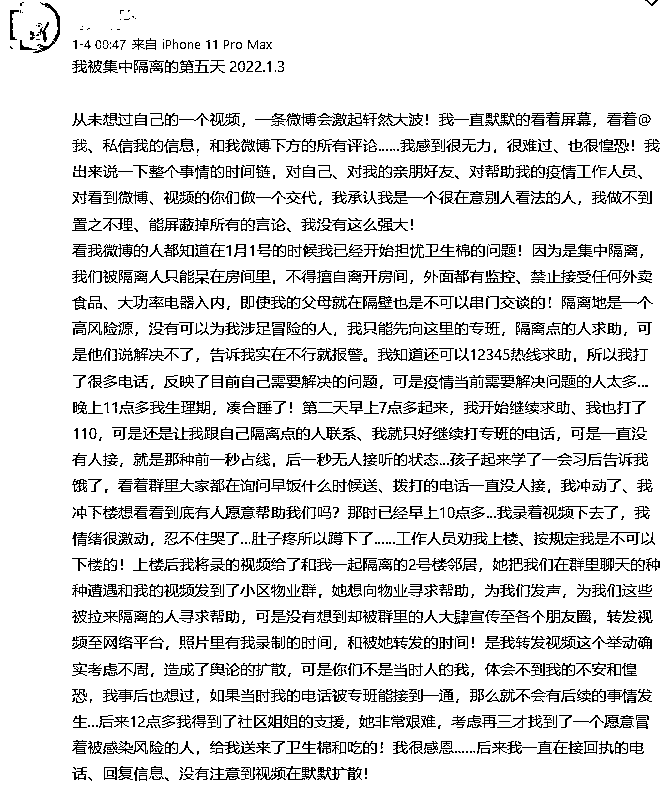 1-4 00:47 来自 iPhone 11 Pro Max
我被集中隔离的第五天 2022.1.3
从未想过自己的一个视频，一条微博会激起轩然大波！我一直默默的看着屏幕，看着@
我、私信我的信息，和我微博下方的所有评论......我感到很无力，很难过、也很惶恐！我
出来说一下整个事情的时间链，对自己、对我的亲朋好友、对帮助我的疫情工作人员、
对看到微博、视频的你们做一个交代，我承认我是一个很在意别人看法的人，我做不到
置之不理、能屏蔽掉所有的言论、我没有这么强大！
看我微博的人都知道在1月1号的时候我已经开始担忧卫生棉的问题！因为是集中隔离，
我们被隔离人只能呆在房间里，不得擅自离开房间，外面都有监控、禁止接受任何外卖
食品、大功率电器入内，即使我的父母就在隔壁也是不可以串门交谈的！隔离地是一个
高风险源，没有可以为我涉足冒险的人，我只能先向这里的专班，隔离点的人求助，可
是他们说解决不了，告诉我实在不行就报警。我知道还可以12345热线求助，所以我打
了很多电话，反映了目前自己需要解决的问题，可是疫情当前需要解决问题的人太多...
晚上11点多我生理期，凑合睡了！第二天早上7点多起来，我开始继续求助、我也打了
110，可是还是让我跟自己隔离点的人联系、我就只好继续打专班的电话，可是一直没
有人接，就是那种前一秒占线，后一秒无人接听的状态...孩子起来学了一会习后告诉我
饿了，看着群里大家都在询问早饭什么时候送、拨打的电话一直没人接，我冲动了、我
冲下楼想看看到底有人愿意帮助我们吗？那时已经早上10点多...我录着视频下去了，我
情绪很激动，忍不住哭了...肚子疼所以蹲下了......工作人员劝我上楼、按规定我是不可以
下楼的！上楼后我将录的视频给了和我一起隔离的2号楼邻居，她把我们在群里聊天的种
种遭遇和我的视频发到了小区物业群，她想向物业寻求帮助，为我们发声，为我们这些
被拉来隔离的人寻求帮助，可是没有想到却被群里的人大肆宣传至各个朋友圈，转发视
频至网络平台，照片里有我录制的时间，和被她转发的时间！是我转发视频这个举动确
实考虑不周，造成了舆论的扩散，可是你们不是当时人的我，体会不到我的不安和惶
恐，我事后也想过，如果当时我的电话被专班能接到一通，那么就不会有后续的事情发
生...后来12点多我得到了社区姐姐的支援，她非常艰难，考虑再三才找到了一个愿意冒
着被感染风险的人，给我送来了卫生棉和吃的！我很感恩......后来我一直在接回执的电
话、回复信息、没有注意到视频在默默扩散！